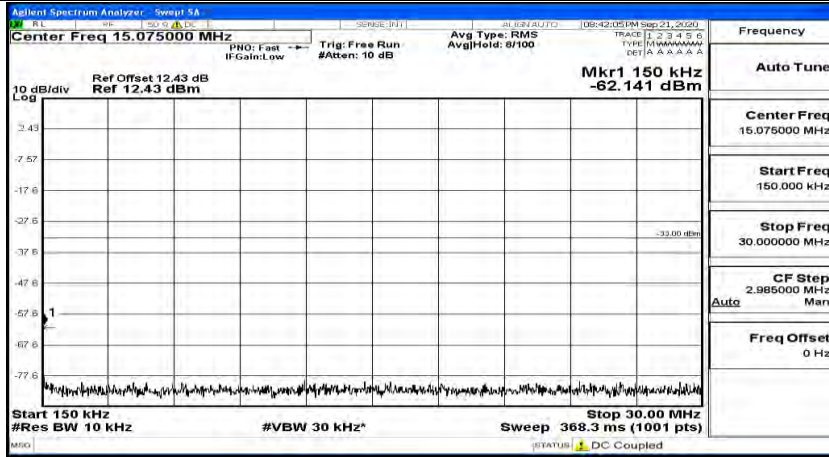 Agilent Spectrum Analyzer - Swept SA
RL RF 50 Ω DC SENSE:INT ALIGN AUTO 08:42:05 PM Sep 21, 2020
Center Freq 15.075000 MHz
PNO: Fast
IFGain:Low
Trig: Free Run
#Atten: 10 dB
Avg Type: RMS
Avg|Hold: 8/100
TRACE 1 2 3 4 5 6
TYPE M WWWWW
DET A A A A A A
Ref Offset 12.43 dB
10 dB/div Ref 12.43 dBm
Log
Mkr1 150 kHz
-62.141 dBm
2.43
-7.57
-17.6
-27.6
-33.00 dBm
-37.6
-47.6
-57.6
1
-67.6
-77.6
Start 150 kHz Stop 30.00 MHz
#Res BW 10 kHz #VBW 30 kHz* Sweep 368.3 ms (1001 pts)
MSG STATUS DC Coupled
Frequency
Auto Tune
Center Freq
15.075000 MHz
Start Freq
150.000 kHz
Stop Freq
30.000000 MHz
CF Step
2.985000 MHz
Auto Man
Freq Offset
0 Hz